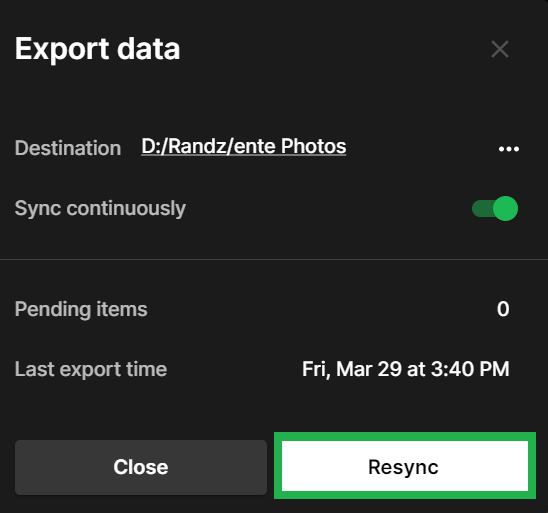 Export data
Destination D:/Randz/ente Photos
Sync continuously
Pending items 0
Last export time Fri, Mar 29 at 3:40 PM
Close Resync